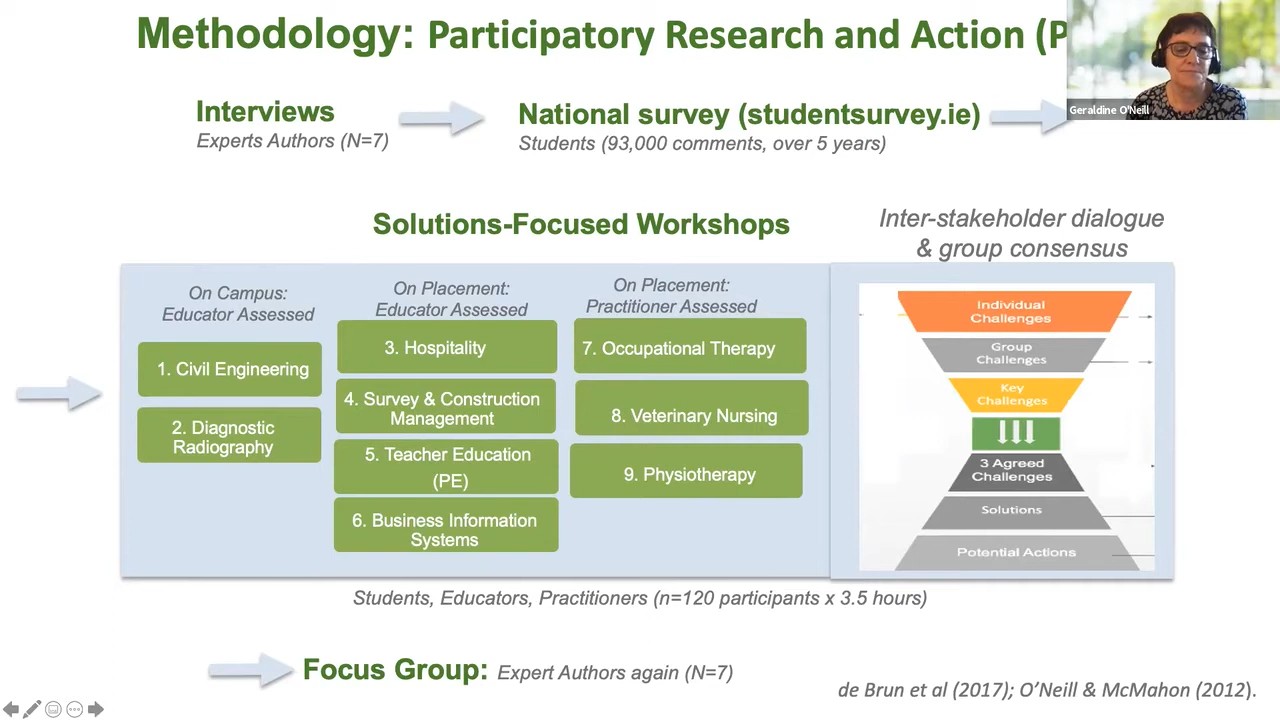 Methodology: Participatory Research and Action (P
Geraldine O'Neill
Interviews
Experts Authors (N=7)
National survey (studentsurvey.ie)
Students (93,000 comments, over 5 years)
Solutions-Focused Workshops
Inter-stakeholder dialogue
& group consensus
On Campus:
Educator Assessed
1. Civil Engineering
2. Diagnostic
Radiography
On Placement:
Educator Assessed
3. Hospitality
4. Survey & Construction
Management
5. Teacher Education
(PE)
6. Business Information
Systems
On Placement:
Practitioner Assessed
7. Occupational Therapy
8. Veterinary Nursing
9. Physiotherapy
Individual
Challenges
Group
Challenges
Key
Challenges
3 Agreed
Challenges
Solutions
Potential Actions
Students, Educators, Practitioners (n=120 participants x 3.5 hours)
Focus Group: Expert Authors again (N=7)
de Brun et al (2017); O'Neill & McMahon (2012).